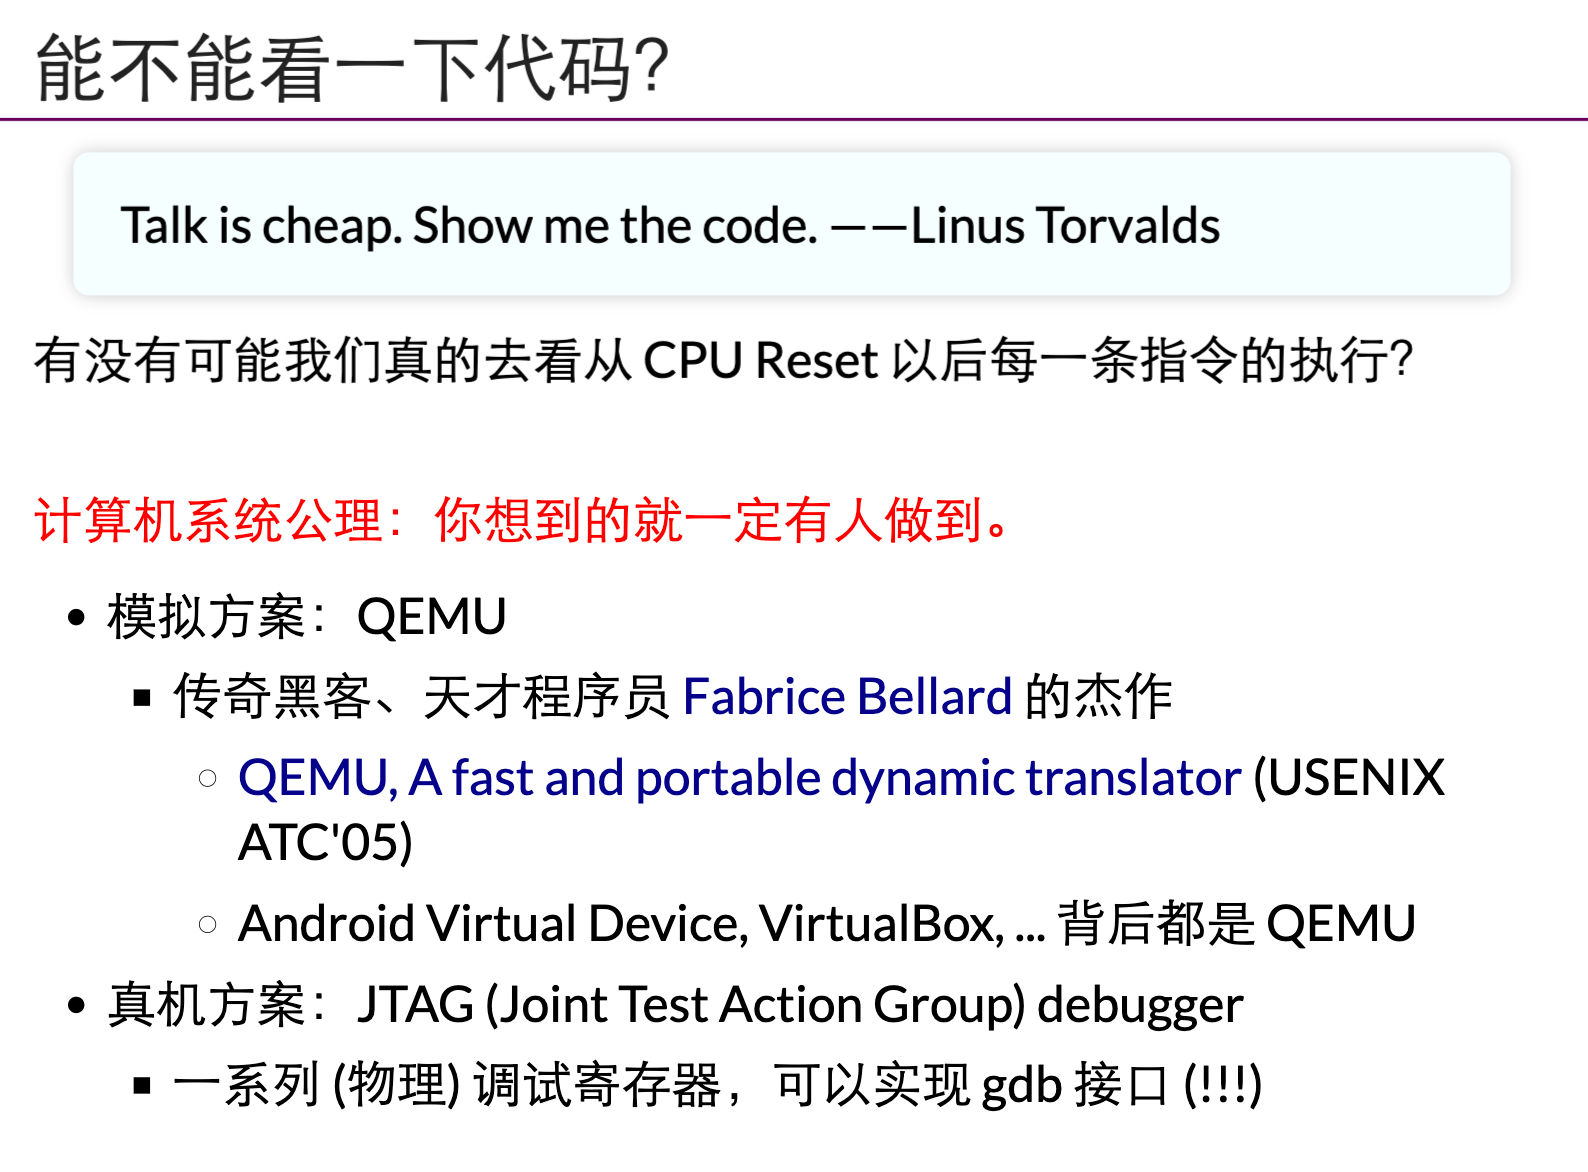 能不能看一下代码？
Talk is cheap. Show me the code. ——Linus Torvalds
有没有可能我们真的去看从 CPU Reset 以后每一条指令的执行？
计算机系统公理：你想到的就一定有人做到。
• 模拟方案：QEMU
▪ 传奇黑客、天才程序员 Fabrice Bellard 的杰作
◦ QEMU, A fast and portable dynamic translator (USENIX
ATC'05)
◦ Android Virtual Device, VirtualBox, ... 背后都是 QEMU
• 真机方案：JTAG (Joint Test Action Group) debugger
▪ 一系列 (物理) 调试寄存器，可以实现 gdb 接口 (!!!)